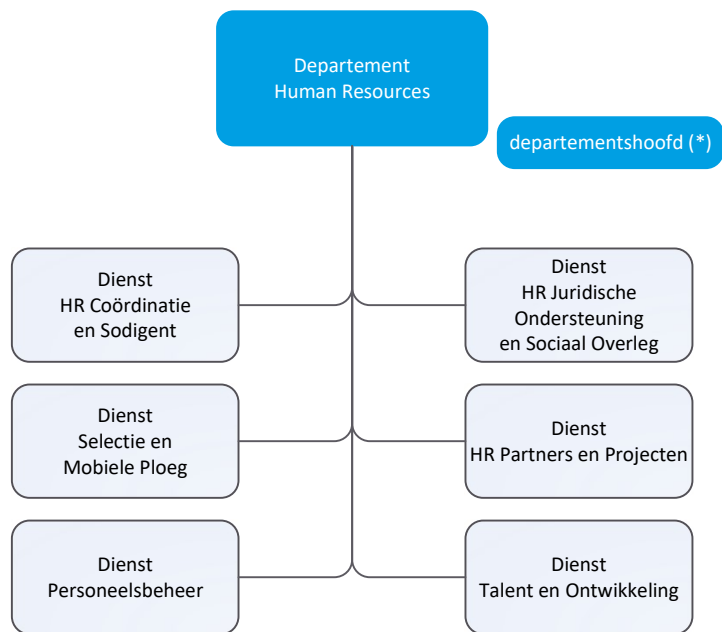 Departement
Human Resources
departementshoofd (*)
Dienst
HR Coördinatie
en Sodigent
Dienst
HR Juridische
Ondersteuning
en Sociaal Overleg
Dienst
Selectie en
Mobiele Ploeg
Dienst
HR Partners en Projecten
Dienst
Personeelsbeheer
Dienst
Talent en Ontwikkeling